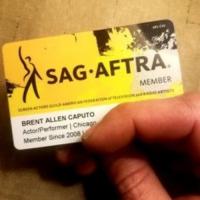 SAG·AFTRA®
MEMBER
SCREEN ACTORS GUILD AMERICAN FEDERATION OF TELEVISION AND RADIO ARTISTS
BRENT ALLEN CAPUTO
Actor/Performer | Chicago
Member Since 2008